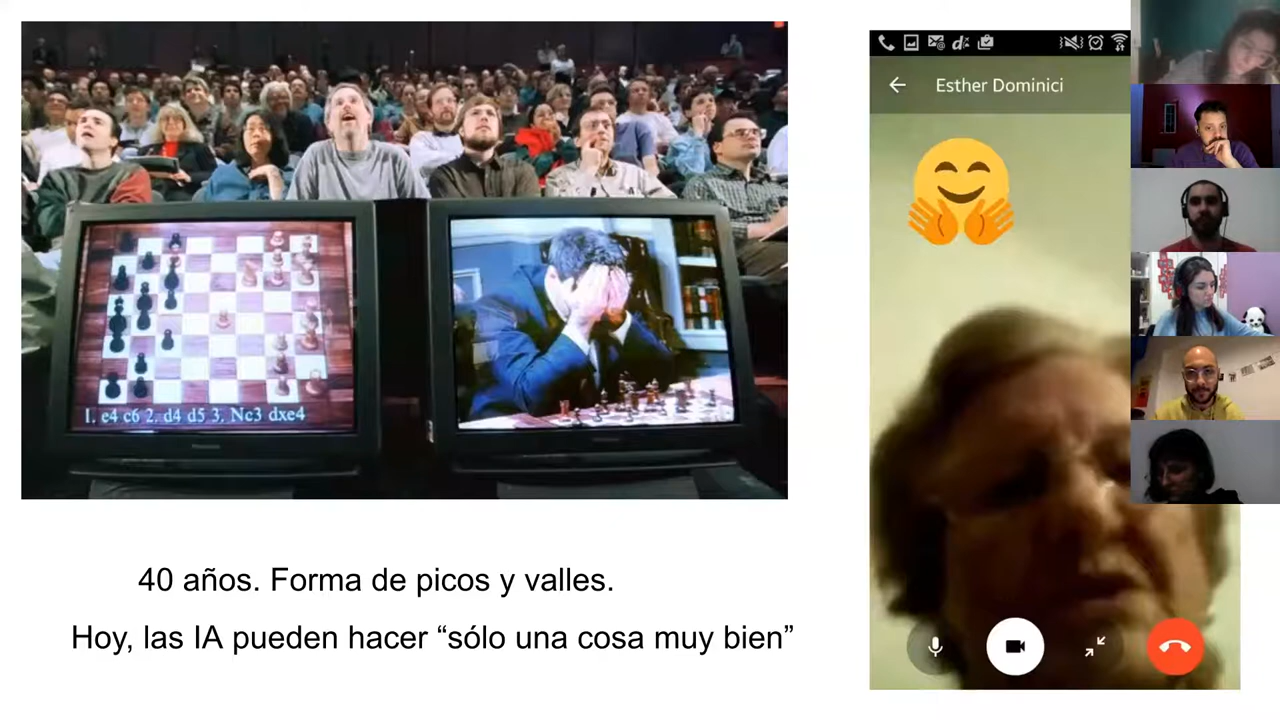 1. e4 c6 2. d4 d5 3. Nc3 dxe4
Esther Dominici
40 años. Forma de picos y valles.
Hoy, las IA pueden hacer “sólo una cosa muy bien”